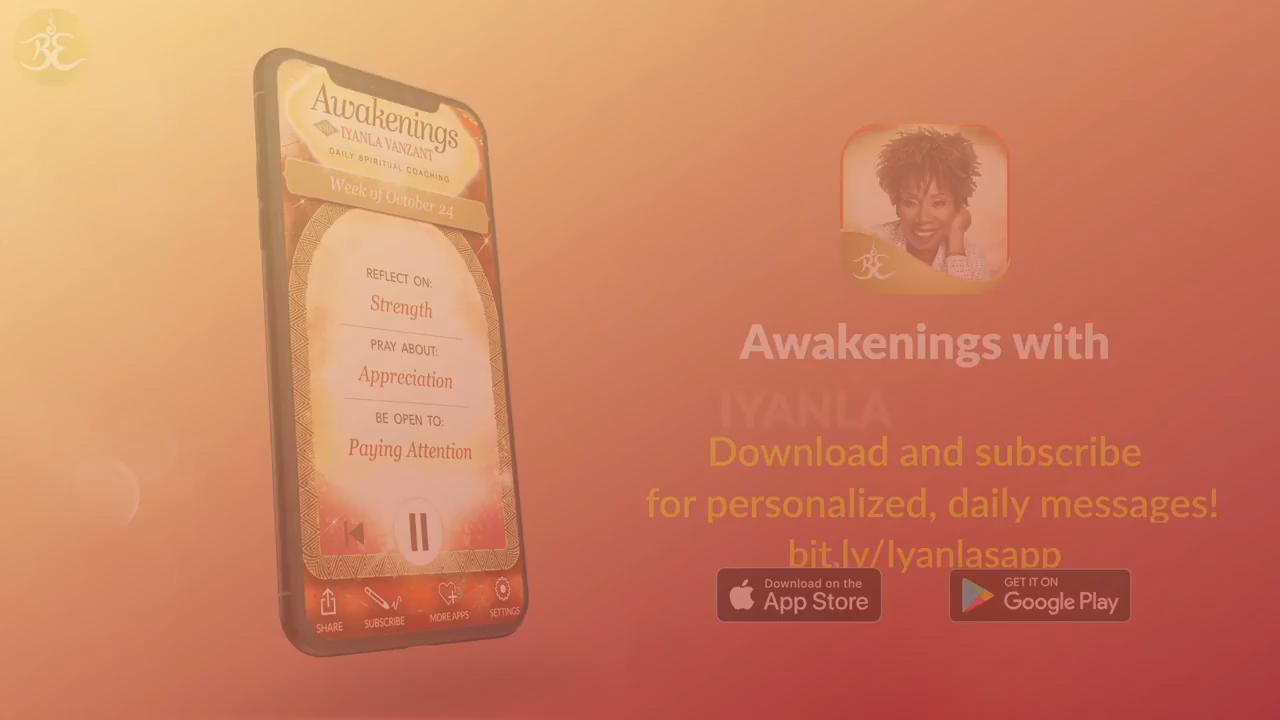 Awakenings
WITH IYANLA VANZANT
DAILY SPIRITUAL COACHING
Week of October 24
REFLECT ON:
Strength
PRAY ABOUT:
Appreciation
BE OPEN TO:
Paying Attention
SHARE
SUBSCRIBE
MORE APPS
SETTINGS
Awakenings with
IYANLA
Download and subscribe
for personalized, daily messages!
bit.ly/Iyanlasapp
Download on the
App Store
GET IT ON
Google Play